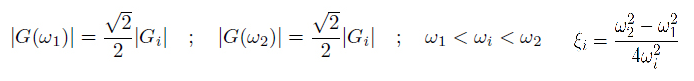 |G(ω₁)| = √2/2 |Gᵢ| ; |G(ω₂)| = √2/2 |Gᵢ| ; ω₁ < ωᵢ < ω₂ ξᵢ = (ω₂² − ω₁²)/(4ωᵢ²)